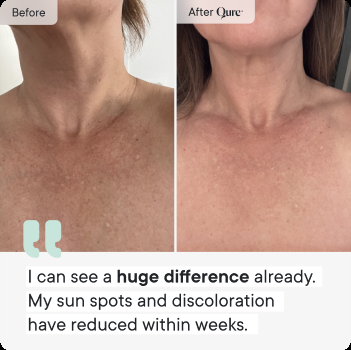 Before
After Qure
I can see a huge difference already.
My sun spots and discoloration
have reduced within weeks.